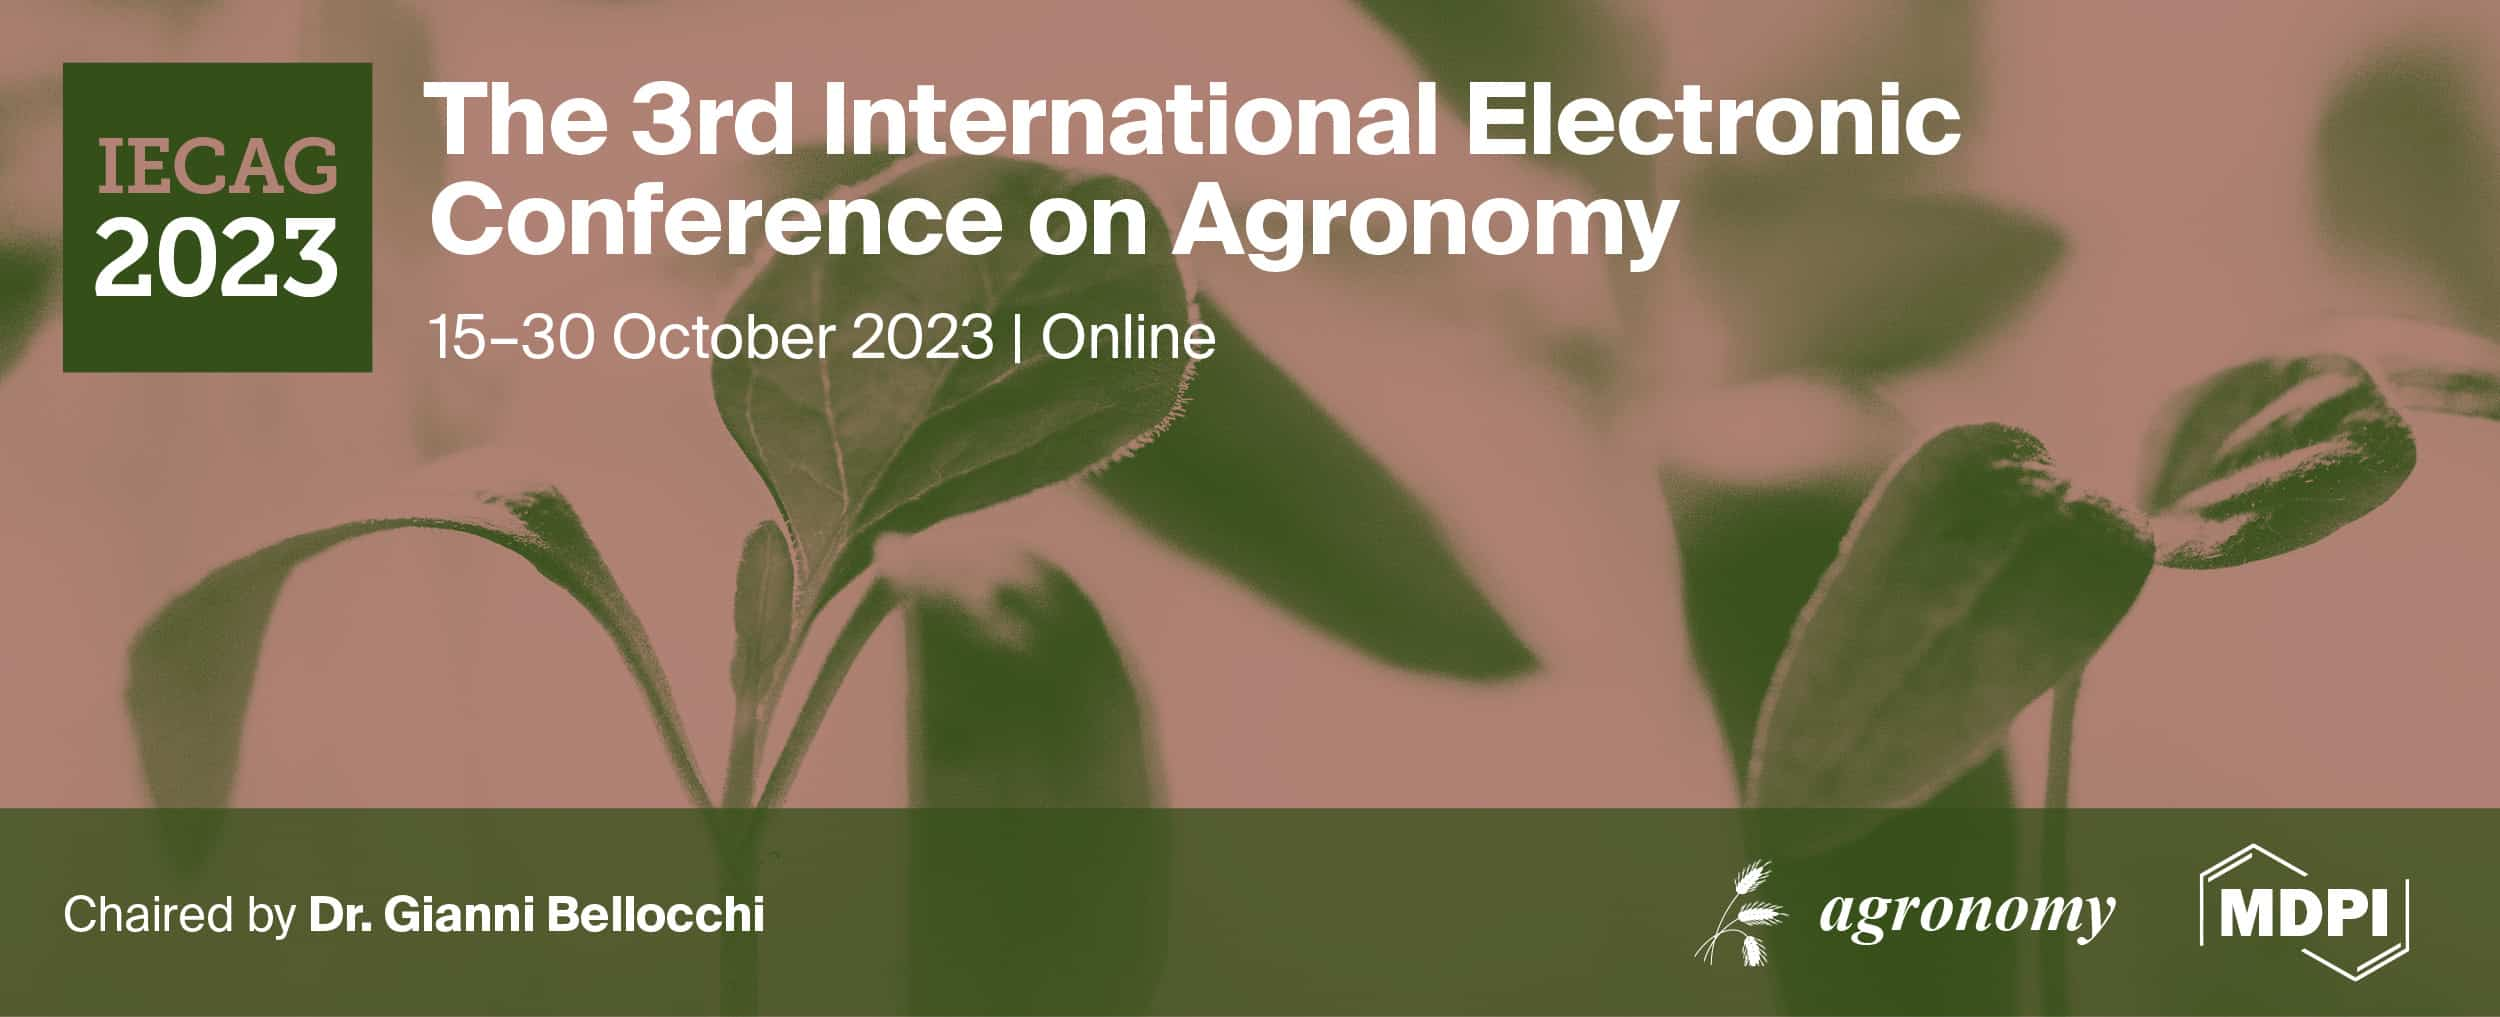 IECAG
2023
The 3rd International Electronic
Conference on Agronomy
15–30 October 2023 | Online
Chaired by Dr. Gianni Bellocchi
agronomy
MDPI